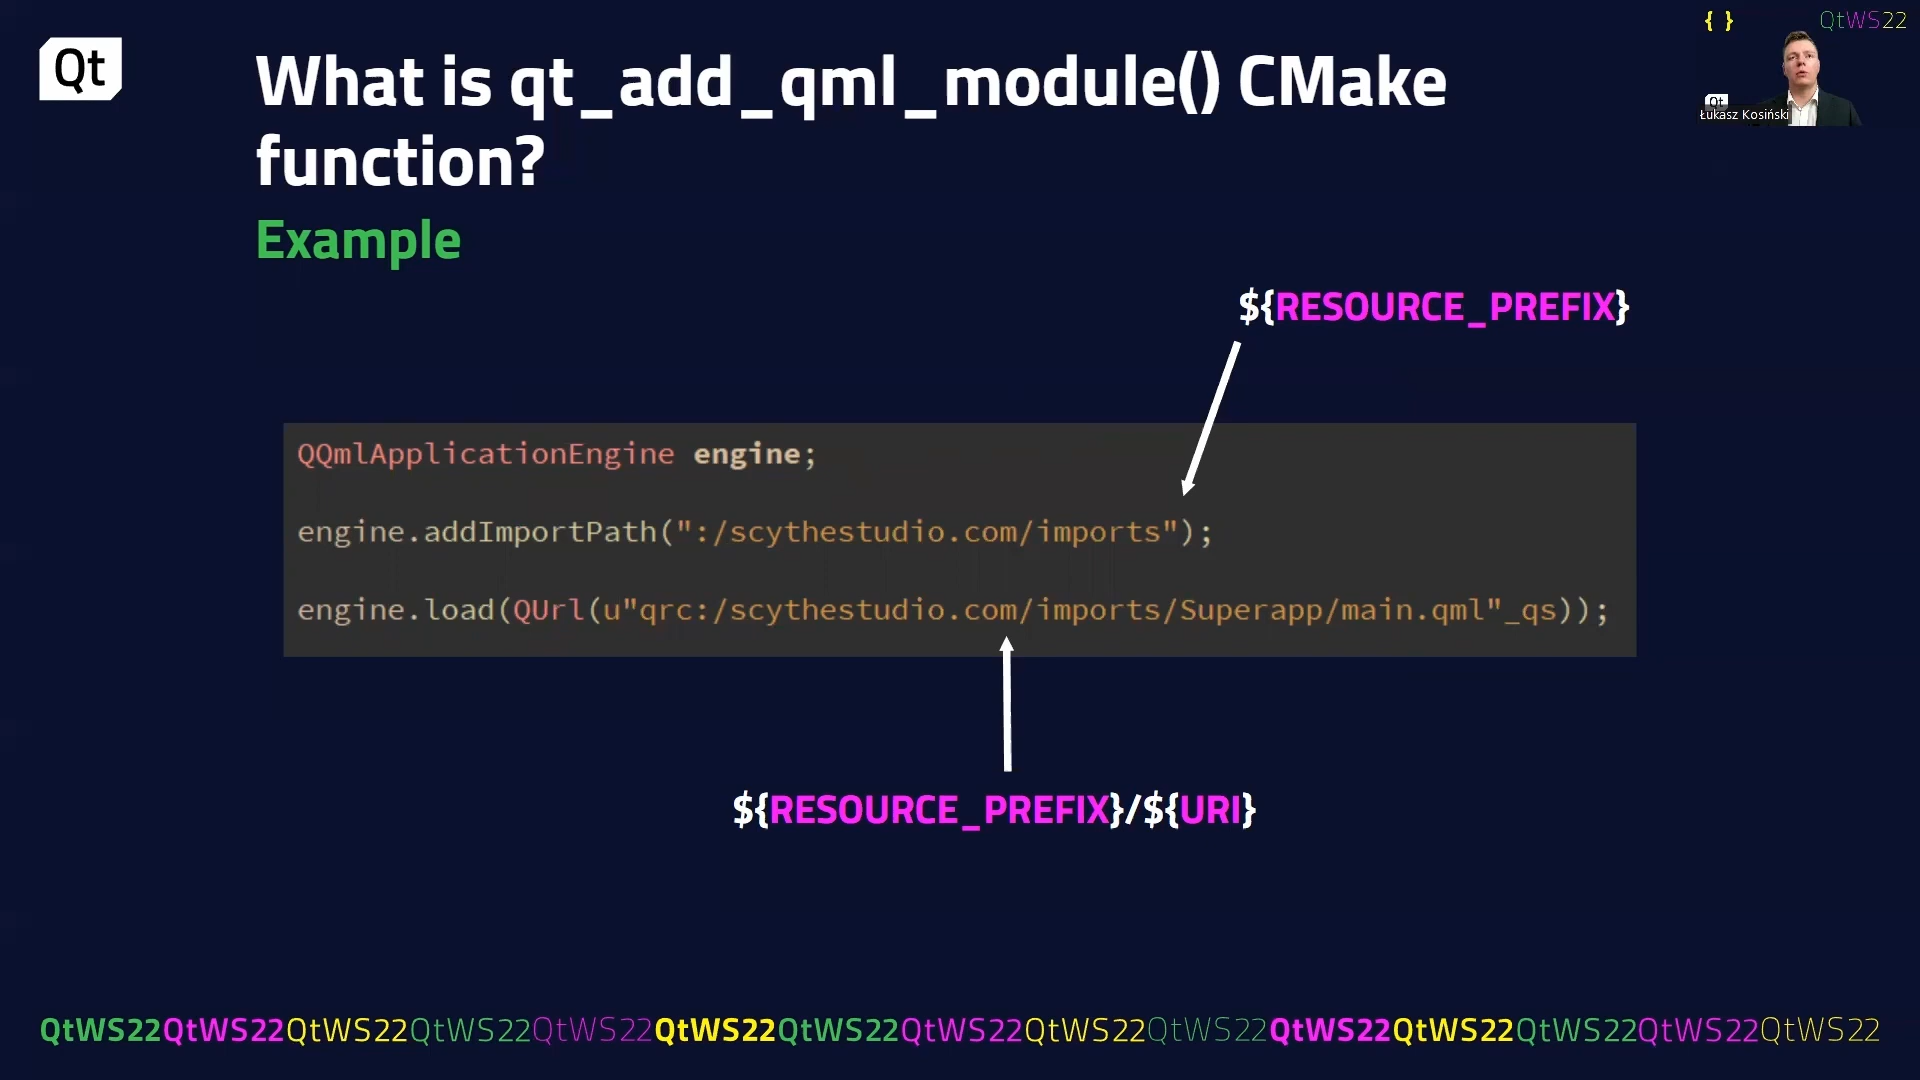 Qt
What is qt_add_qml_module() CMake
function?
Example
{ }
QtWS22
Qt
Łukasz Kosiński
${RESOURCE_PREFIX}
QQmlApplicationEngine engine;
engine.addImportPath(":/scythestudio.com/imports");
engine.load(QUrl(u"qrc:/scythestudio.com/imports/Superapp/main.qml"_qs));
${RESOURCE_PREFIX}/${URI}
QtWS22QtWS22QtWS22QtWS22QtWS22QtWS22QtWS22QtWS22QtWS22QtWS22QtWS22QtWS22QtWS22QtWS22QtWS22